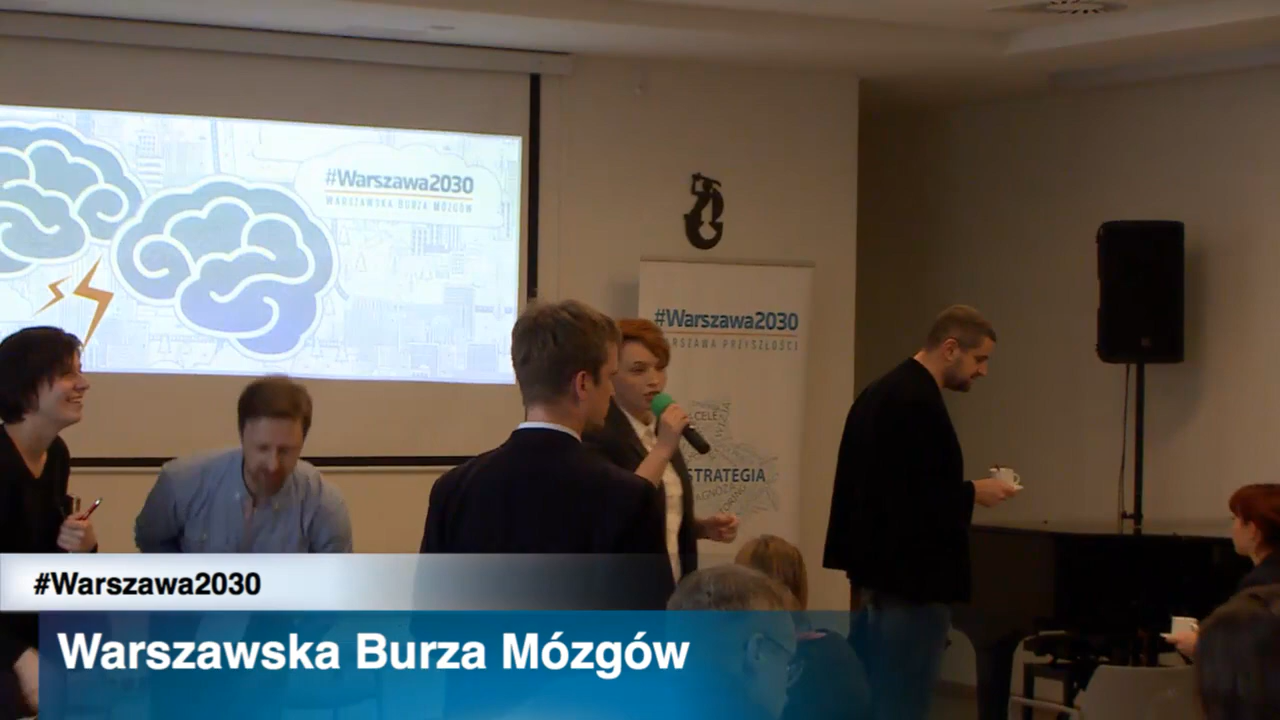 #Warszawa2030
WARSZAWSKA BURZA MÓZGÓW
#Warszawa2030
WARSZAWA PRZYSZŁOŚCI
CELE
STRATEGIA
#Warszawa2030
Warszawska Burza Mózgów